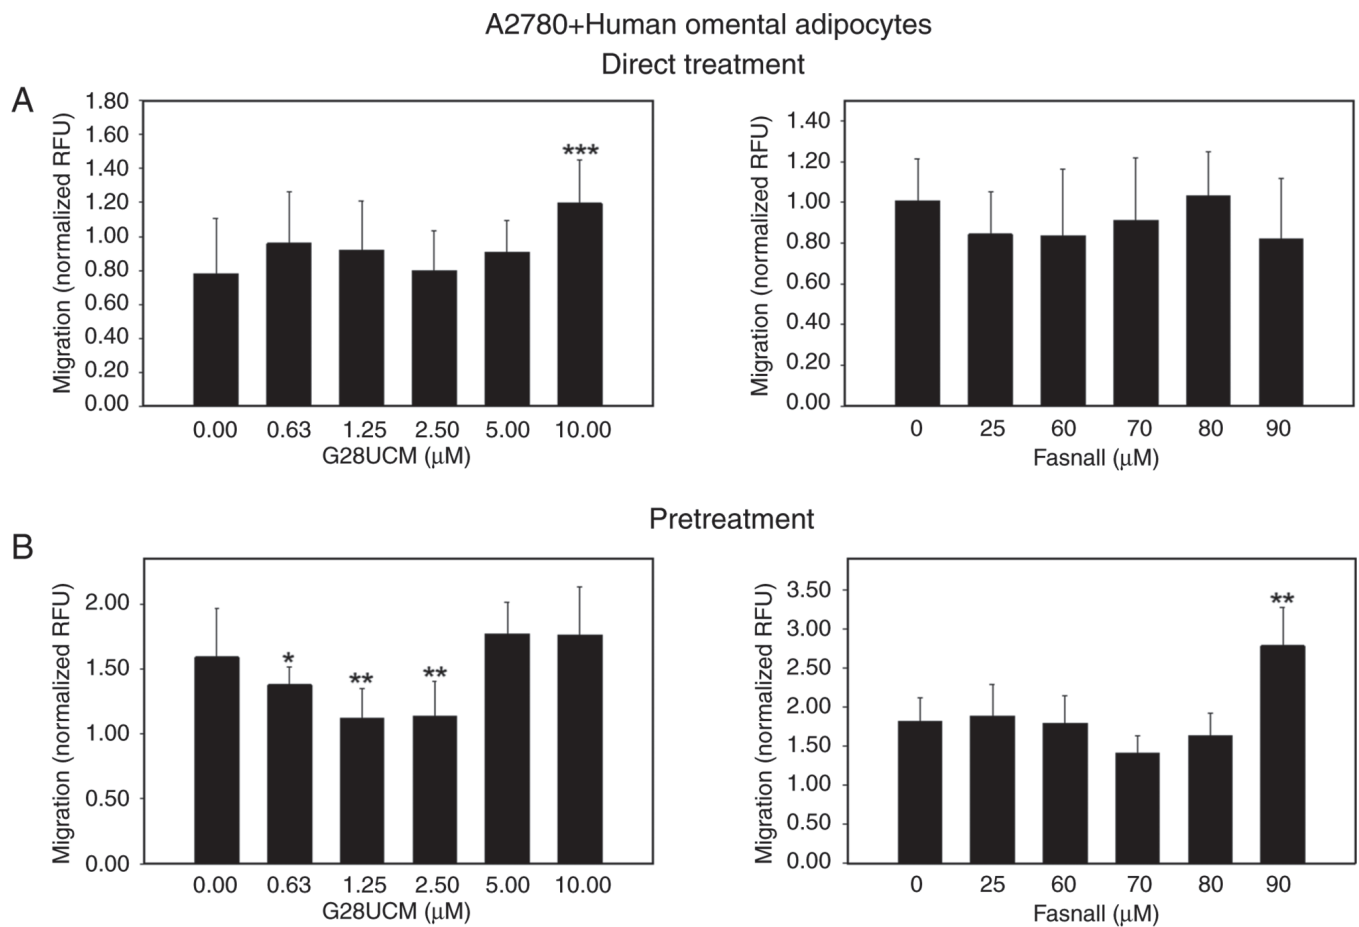 A2780+Human omental adipocytes
Direct treatment
A
Migration (normalized RFU)
1.80
1.60
1.40
1.20
1.00
0.80
0.60
0.40
0.20
0.00
***
0.00 0.63 1.25 2.50 5.00 10.00
G28UCM (μM)
Migration (normalized RFU)
1.40
1.20
1.00
0.80
0.60
0.40
0.20
0.00
0 25 60 70 80 90
Fasnall (μM)
Pretreatment
B
Migration (normalized RFU)
2.00
1.50
1.00
0.50
0.00
* ** **
0.00 0.63 1.25 2.50 5.00 10.00
G28UCM (μM)
Migration (normalized RFU)
3.50
3.00
2.50
2.00
1.50
1.00
0.50
0.00
**
0 25 60 70 80 90
Fasnall (μM)